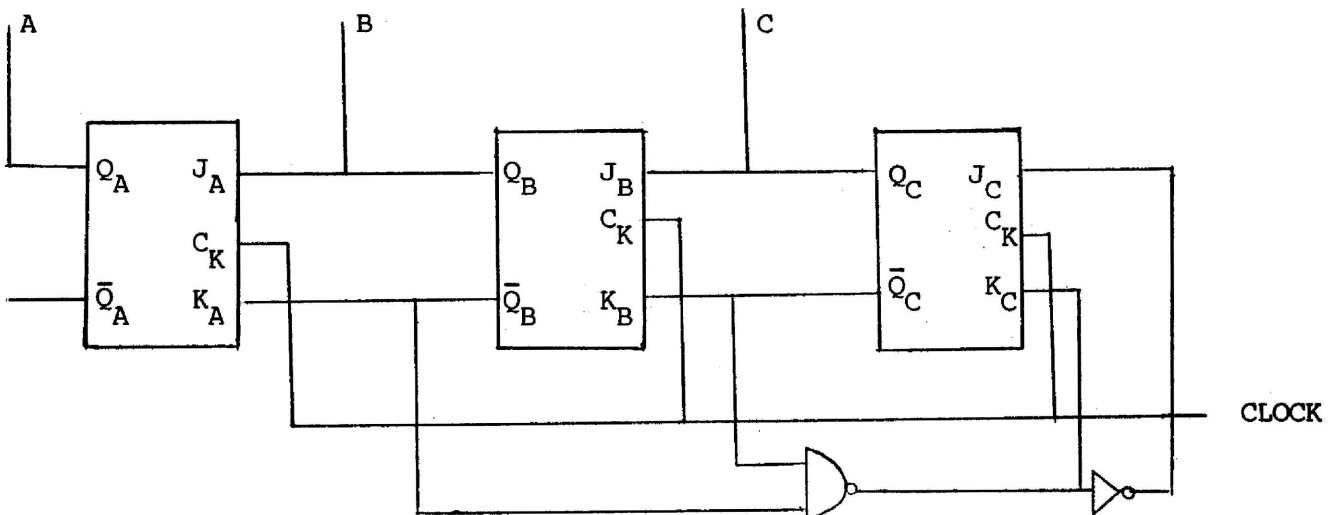 A B C
Q_A J_A Q_B J_B Q_C J_C
C_K C_K C_K
Q̄_A K_A Q̄_B K_B Q̄_C K_C
CLOCK